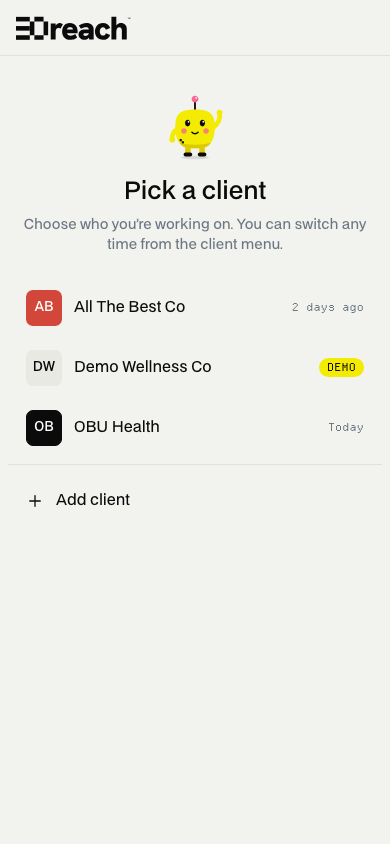 EOreach
Pick a client
Choose who you're working on. You can switch any
time from the client menu.
AB All The Best Co 2 days ago
DW Demo Wellness Co DEMO
OB OBU Health Today
+ Add client